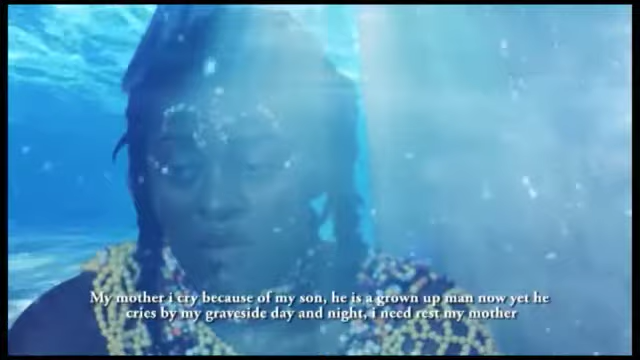 My mother i cry because of my son, he is a grown up man now yet he
cries by my graveside day and night, i need rest my mother